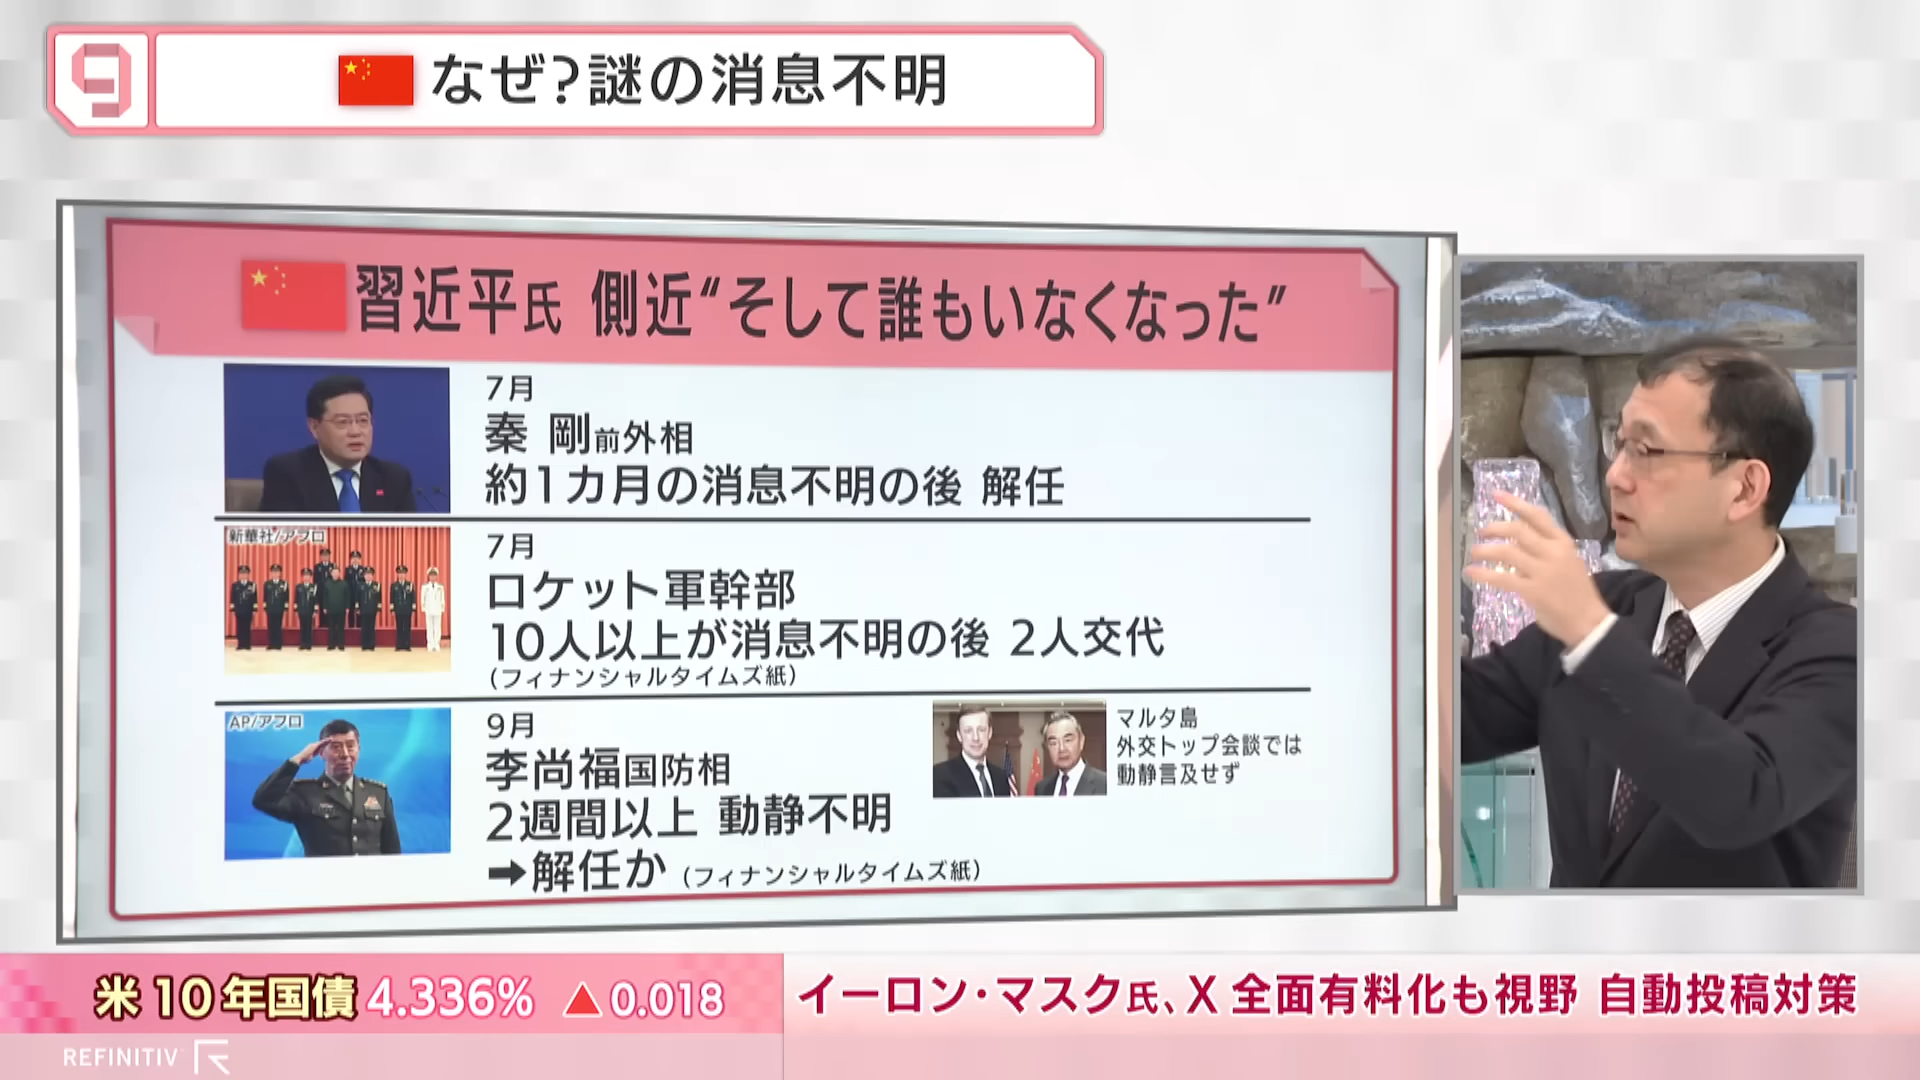 9
なぜ?謎の消息不明
習近平氏 側近“そして誰もいなくなった”
7月
秦 剛前外相
約1カ月の消息不明の後 解任
新華社/アフロ
7月
ロケット軍幹部
10人以上が消息不明の後 2人交代
(フィナンシャルタイムズ紙)
AP/アフロ
9月
李尚福国防相
2週間以上 動静不明
➡解任か(フィナンシャルタイムズ紙)
マルタ島
外交トップ会談では
動静言及せず
米10年国債 4.336% ▲0.018
イーロン・マスク氏、X 全面有料化も視野 自動投稿対策
REFINITIV